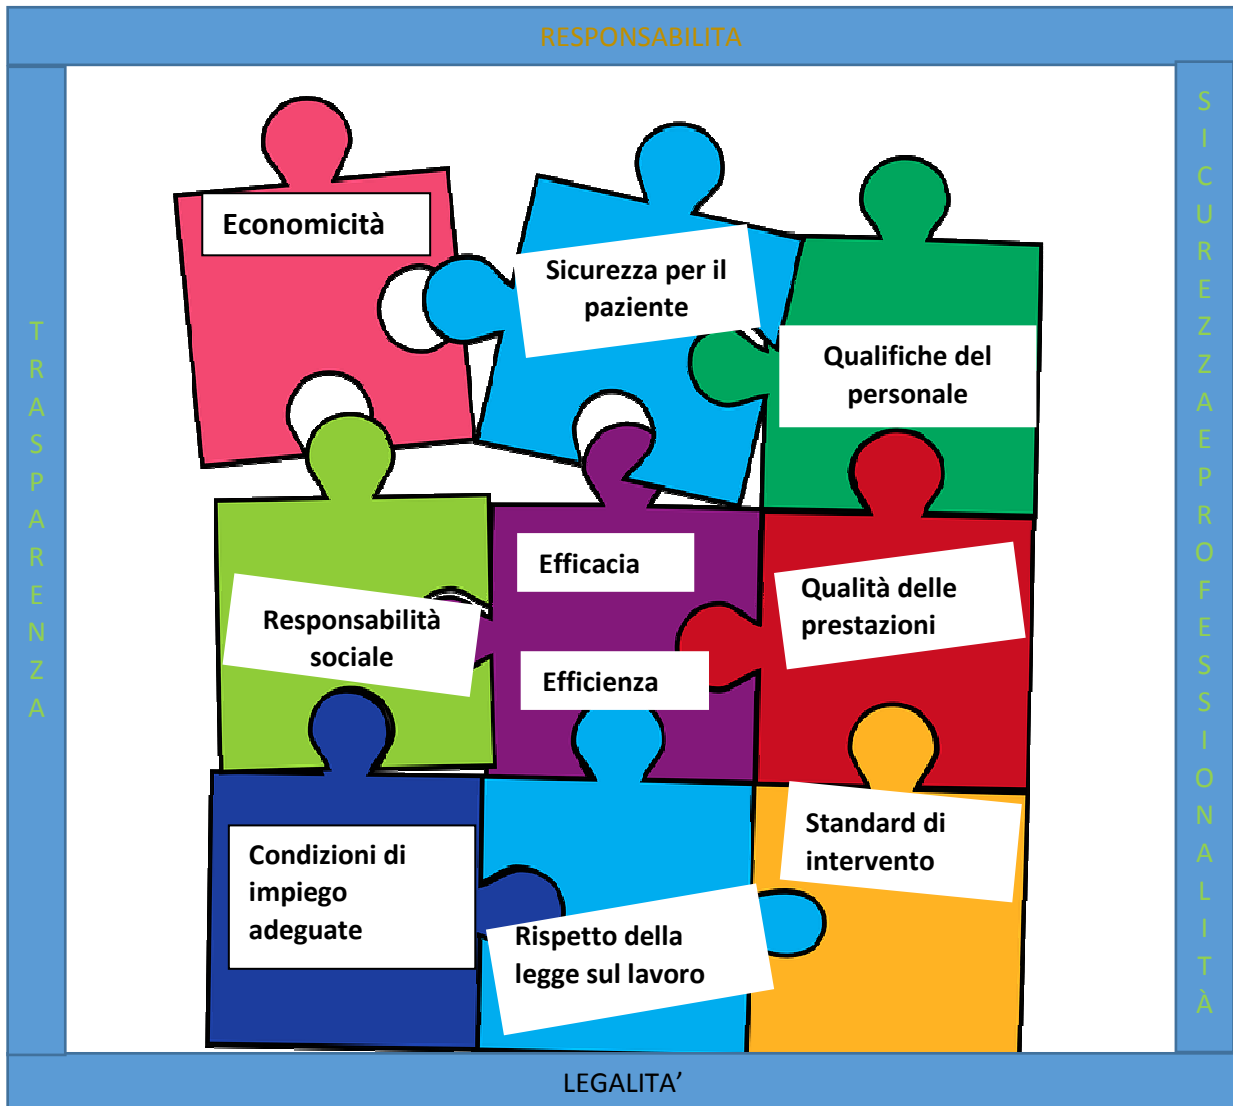 RESPONSABILITA
TRASPARENZA
Economicità
Sicurezza per il
paziente
Qualifiche del
personale
Responsabilità
sociale
Efficacia
Efficienza
Qualità delle
prestazioni
Condizioni di
impiego
adeguate
Rispetto della
legge sul lavoro
Standard di
intervento
SICUREZZAEPROFESSIONALITÀ
LEGALITA’